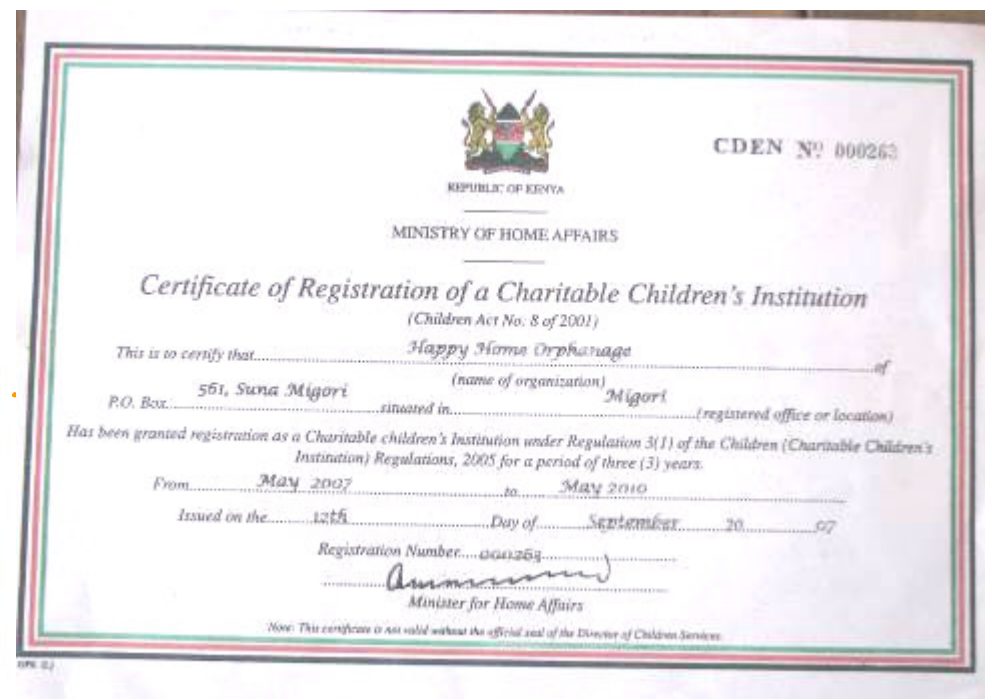 CDEN Nº 000263
REPUBLIC OF KENYA
MINISTRY OF HOME AFFAIRS
Certificate of Registration of a Charitable Children's Institution
(Children Act No. 8 of 2001)
This is to certify that Happy Home Orphanage of
(name of organization)
P.O. Box 561, Suna Migori situated in Migori (registered office or location)
Has been granted registration as a Charitable children's Institution under Regulation 3(1) of the Children (Charitable Children's
Institution) Regulations, 2005 for a period of three (3) years.
From May 2007 to May 2010
Issued on the 12th Day of September 20 07
Registration Number 000263
Minister for Home Affairs
Note: This certificate is not valid without the official seal of the Director of Children Services